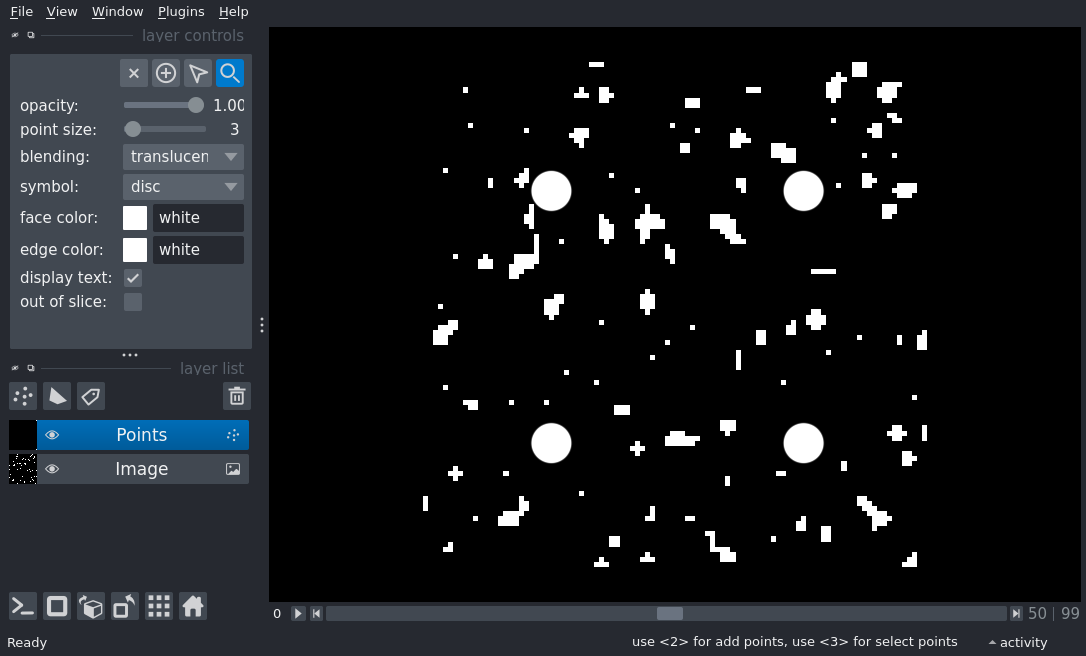 File View Window Plugins Help
layer controls
opacity: 1.00
point size: 3
blending: translucen
symbol: disc
face color: white
edge color: white
display text:
out of slice:
layer list
Points
Image
0 50 | 99
Ready use <2> for add points, use <3> for select points activity